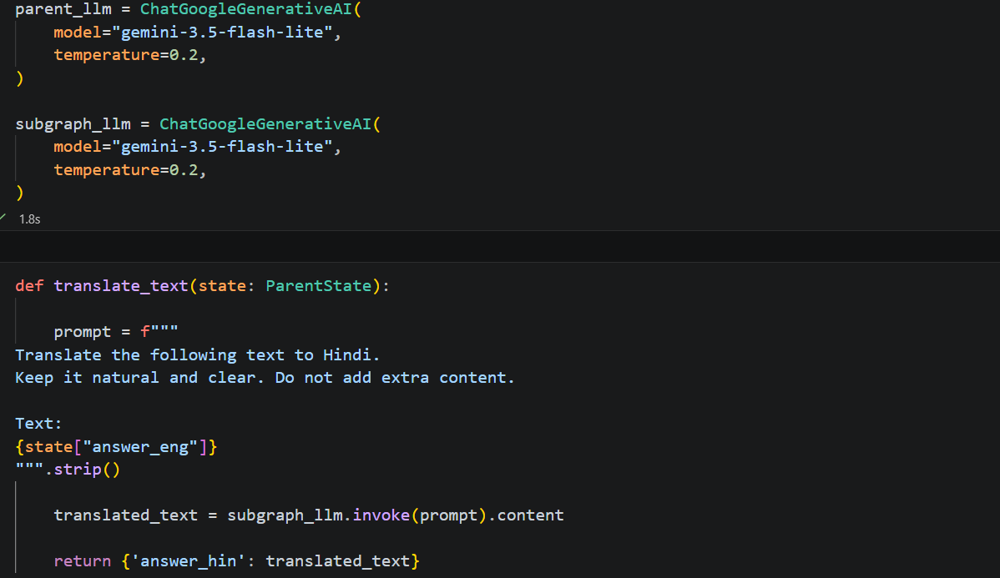 parent_llm = ChatGoogleGenerativeAI(
    model="gemini-3.5-flash-lite",
    temperature=0.2,
)
subgraph_llm = ChatGoogleGenerativeAI(
    model="gemini-3.5-flash-lite",
    temperature=0.2,
)
1.8s
def translate_text(state: ParentState):
    prompt = f"""
Translate the following text to Hindi.
Keep it natural and clear. Do not add extra content.
Text:
{state["answer_eng"]}
""".strip()
    translated_text = subgraph_llm.invoke(prompt).content
    return {'answer_hin': translated_text}